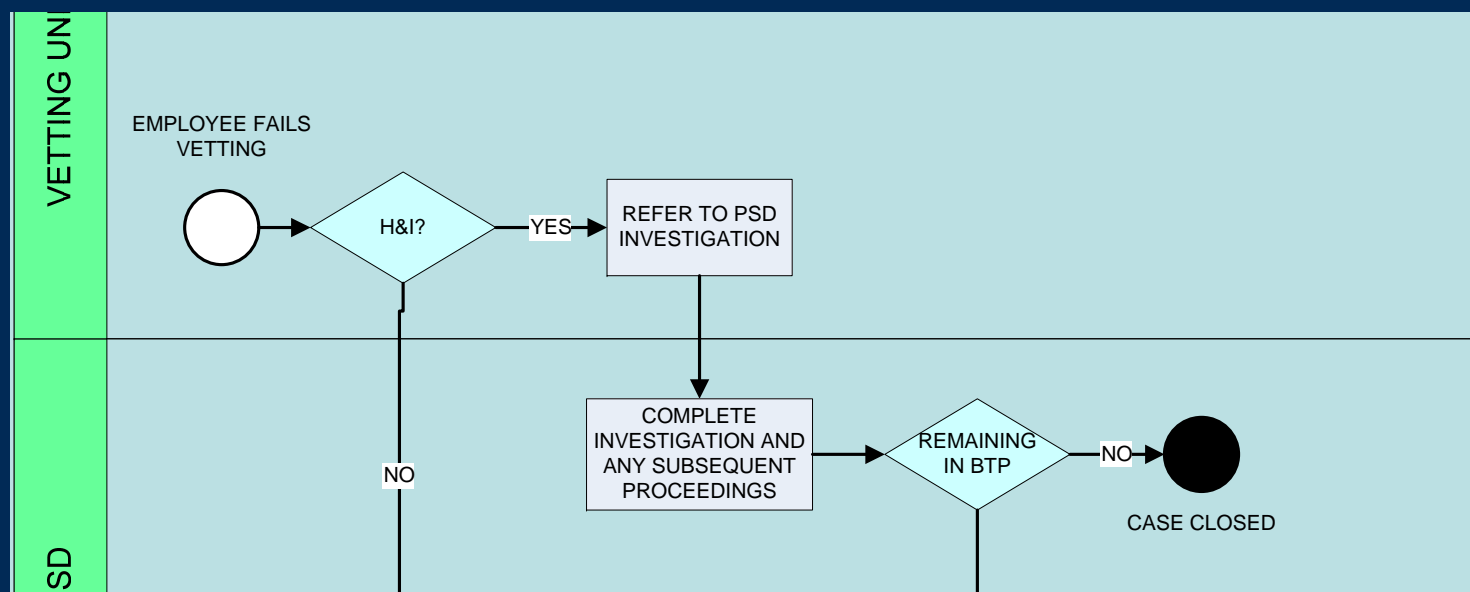 VETTING UNI
EMPLOYEE FAILS
VETTING
H&I?
YES
REFER TO PSD
INVESTIGATION
NO
COMPLETE
INVESTIGATION AND
ANY SUBSEQUENT
PROCEEDINGS
REMAINING
IN BTP
NO
CASE CLOSED
SD